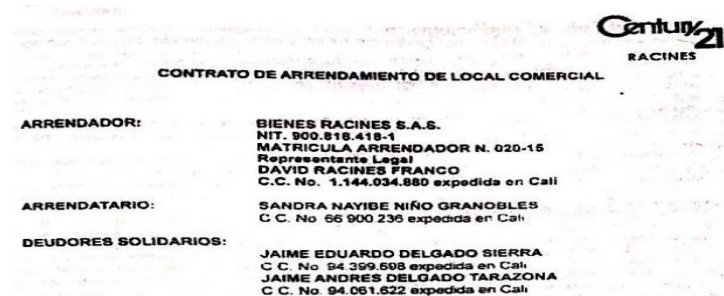 Century 21
RACINES
CONTRATO DE ARRENDAMIENTO DE LOCAL COMERCIAL
ARRENDADOR: BIENES RACINES S.A.S.
NIT. 900.818.418-1
MATRICULA ARRENDADOR N. 020-15
Representante Legal
DAVID RACINES FRANCO
C.C. No. 1.144.034.880 expedida en Cali
ARRENDATARIO: SANDRA NAYIBE NIÑO GRANOBLES
C C. No 66 900 236 expedida en Cali
DEUDORES SOLIDARIOS:
JAIME EDUARDO DELGADO SIERRA
C C. No. 94.399.698 expedida en Cali
JAIME ANDRES DELGADO TARAZONA
C C. No. 94.061.622 expedida en Cali